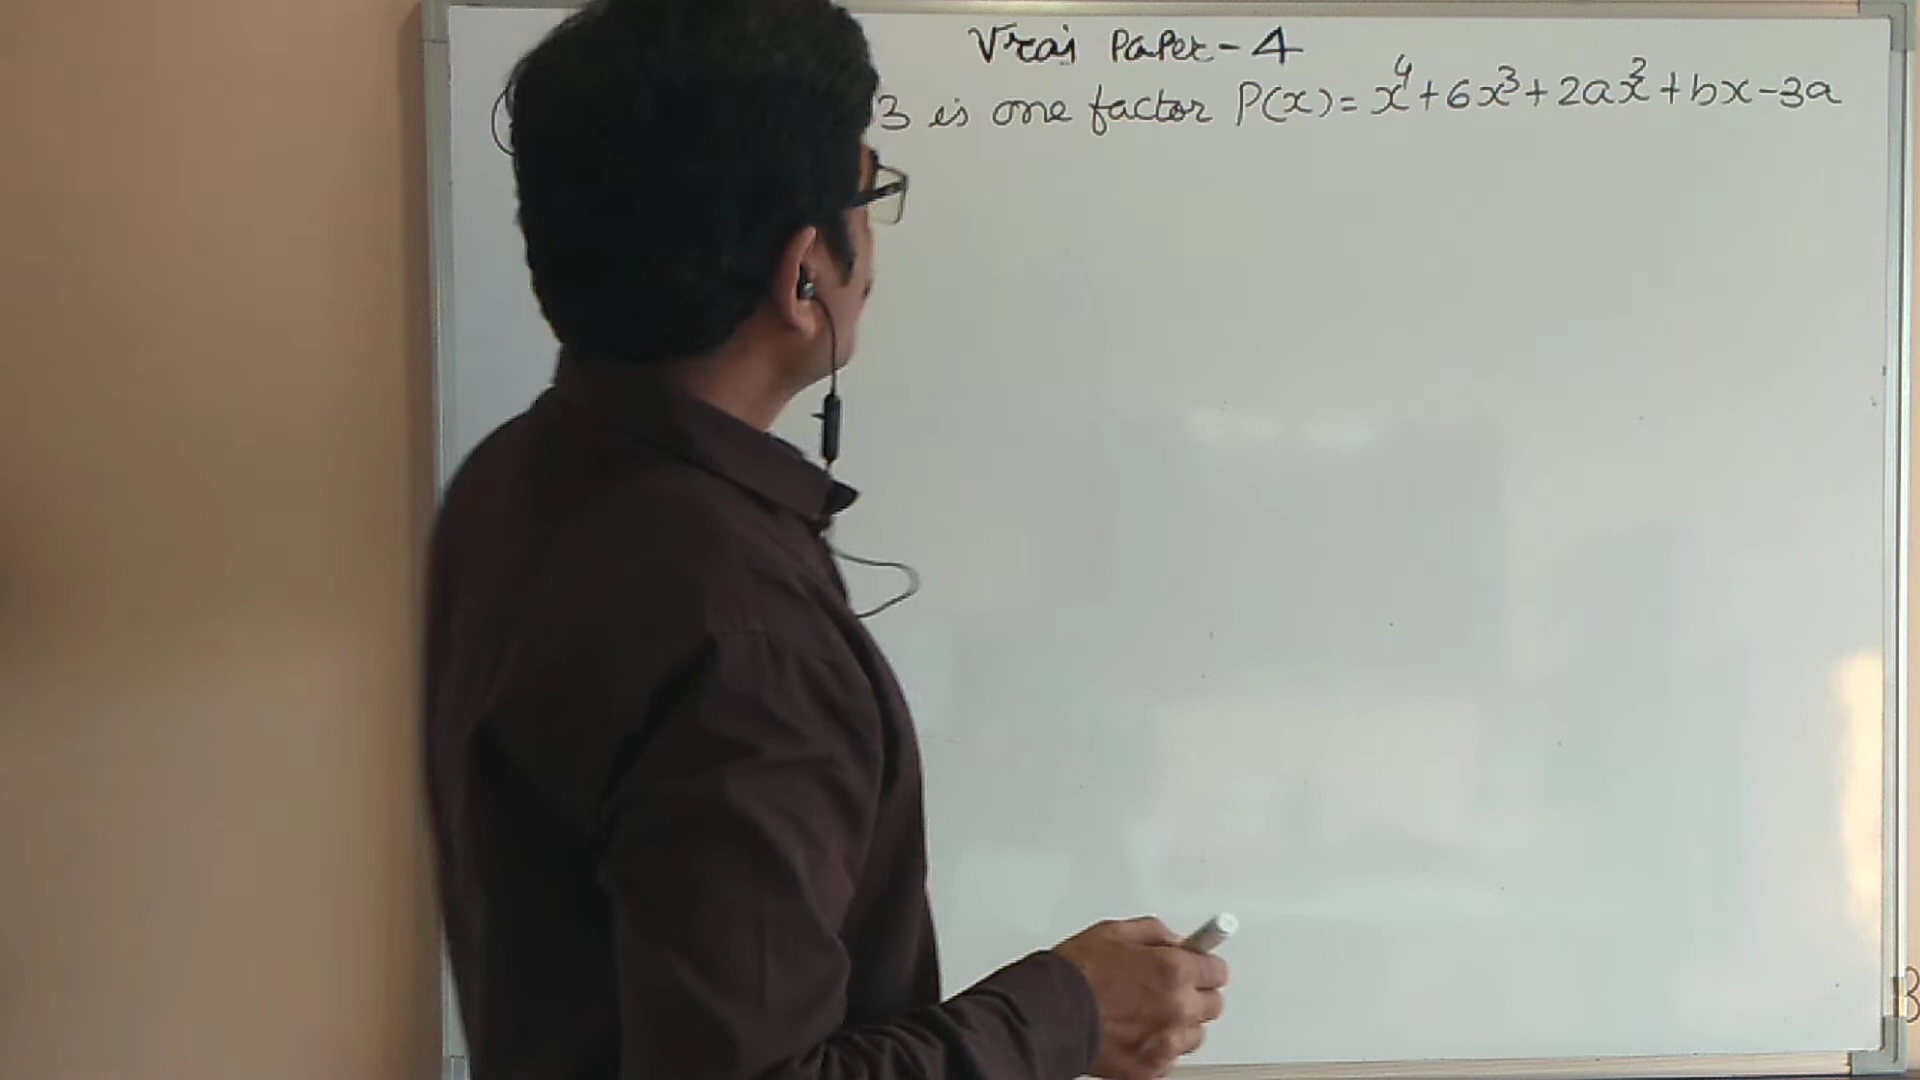 Vrai Paper-4
3 is one factor P(x)= x⁴+6x³+2ax²+bx-3a